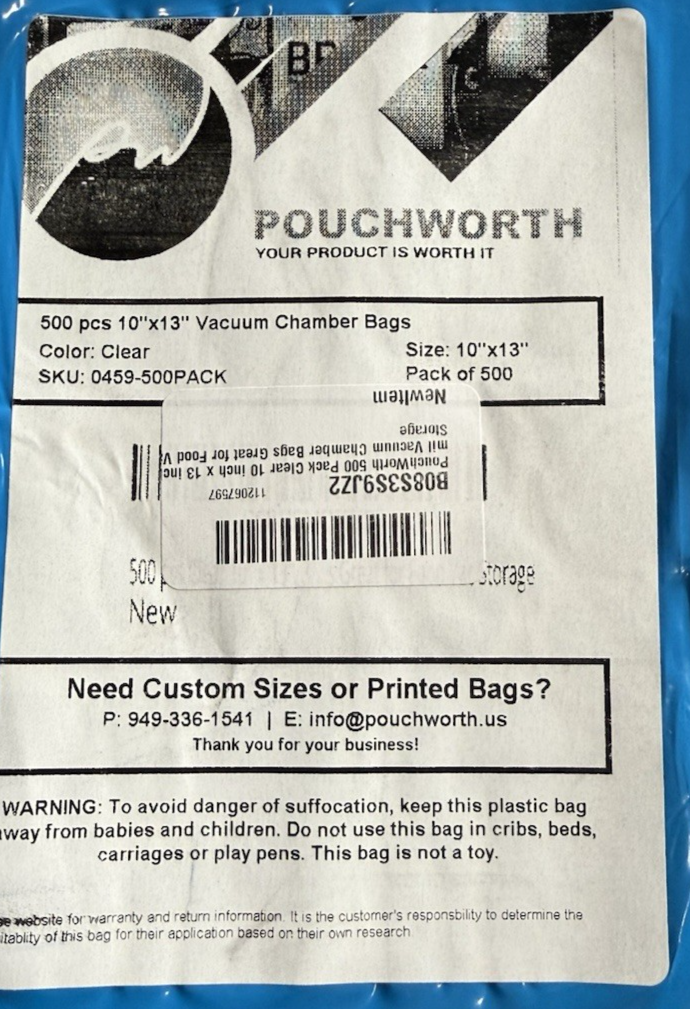 BP
POUCHWORTH
YOUR PRODUCT IS WORTH IT
500 pcs 10"x13" Vacuum Chamber Bags
Color: Clear Size: 10"x13"
SKU: 0459-500PACK Pack of 500
B08S3S9JZ2 112067597
PouchWorth 500 Pack Clear 10 inch x 13 inc
mil Vacuum Chamber Bags Great for Food V
Storage
NewItem
500 Storage
New
Need Custom Sizes or Printed Bags?
P: 949-336-1541 | E: info@pouchworth.us
Thank you for your business!
WARNING: To avoid danger of suffocation, keep this plastic bag
away from babies and children. Do not use this bag in cribs, beds,
carriages or play pens. This bag is not a toy.
website for warranty and return information. It is the customer's responsbility to determine the
of this bag for their application based on their own research.